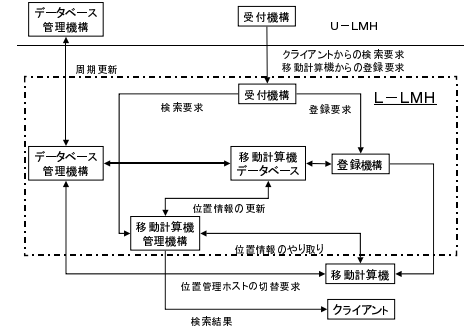 データベース
管理機構
受付機構
U－LMH
クライアントからの検索要求
移動計算機からの登録要求
周期更新
受付機構
L－LMH
検索要求
登録要求
データベース
管理機構
移動計算機
データベース
登録機構
位置情報の更新
移動計算機
管理機構
位置情報のやり取り
移動計算機
位置管理ホストの切替要求
クライアント
検索結果